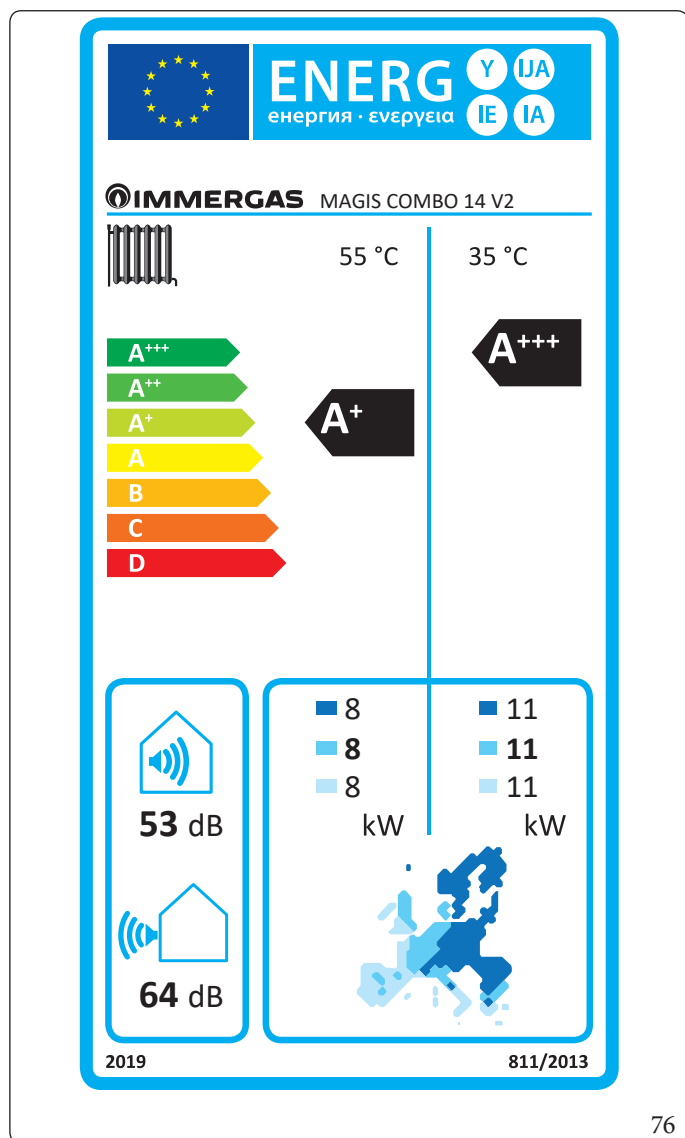 ENERG Y IJA
енергия · ενεργεια IE IA
IMMERGAS MAGIS COMBO 14 V2
55 °C 35 °C
A+++ A+++
A++
A+ A+
A
B
C
D
8 11
8 11
8 11
kW kW
53 dB
64 dB
2019 811/2013
76